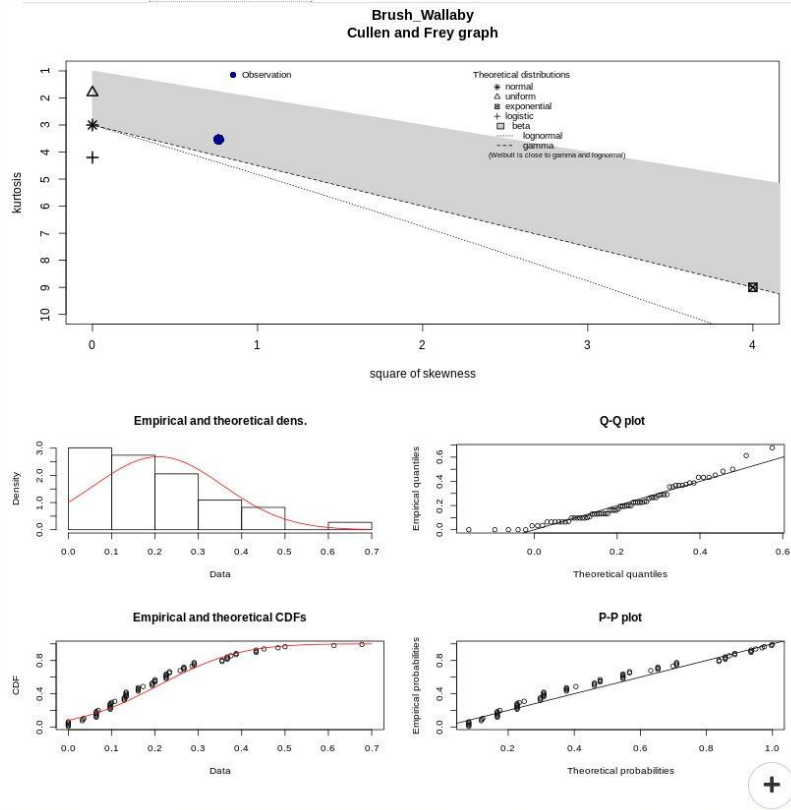 Brush_Wallaby
Cullen and Frey graph
Observation
Theoretical distributions
normal
uniform
exponential
logistic
beta
lognormal
gamma
(Weibull is close to gamma and lognormal)
kurtosis
1
2
3
4
5
6
7
8
9
10
0 1 2 3 4
square of skewness
Empirical and theoretical dens.
Density
0.0 1.0 2.0 3.0
0.0 0.1 0.2 0.3 0.4 0.5 0.6 0.7
Data
Q-Q plot
Empirical quantiles
0.0 0.2 0.4 0.6
0.0 0.2 0.4 0.6
Theoretical quantiles
Empirical and theoretical CDFs
CDF
0.0 0.4 0.8
0.0 0.1 0.2 0.3 0.4 0.5 0.6 0.7
Data
P-P plot
Empirical probabilities
0.0 0.4 0.8
0.2 0.4 0.6 0.8 1.0
Theoretical probabilities